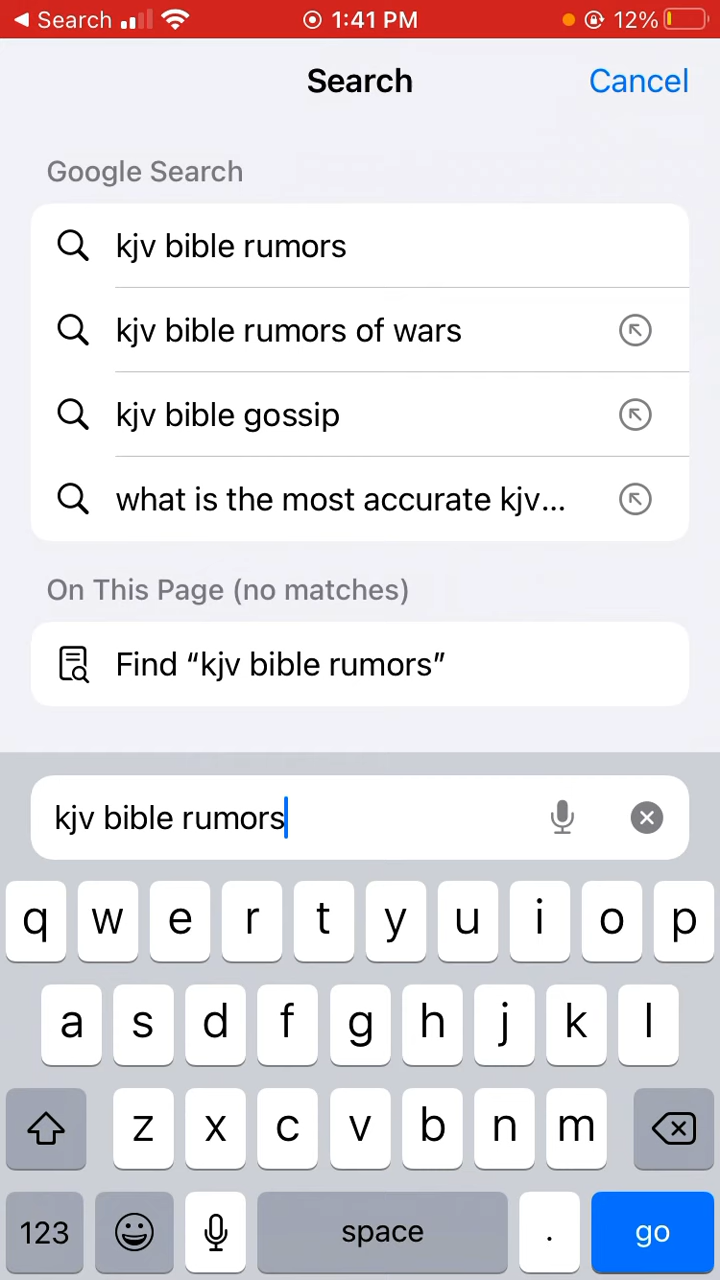 Search 1:41 PM 12%
Search Cancel
Google Search
kjv bible rumors
kjv bible rumors of wars
kjv bible gossip
what is the most accurate kjv...
On This Page (no matches)
Find “kjv bible rumors”
kjv bible rumors
q w e r t y u i o p
a s d f g h j k l
z x c v b n m
123 space . go